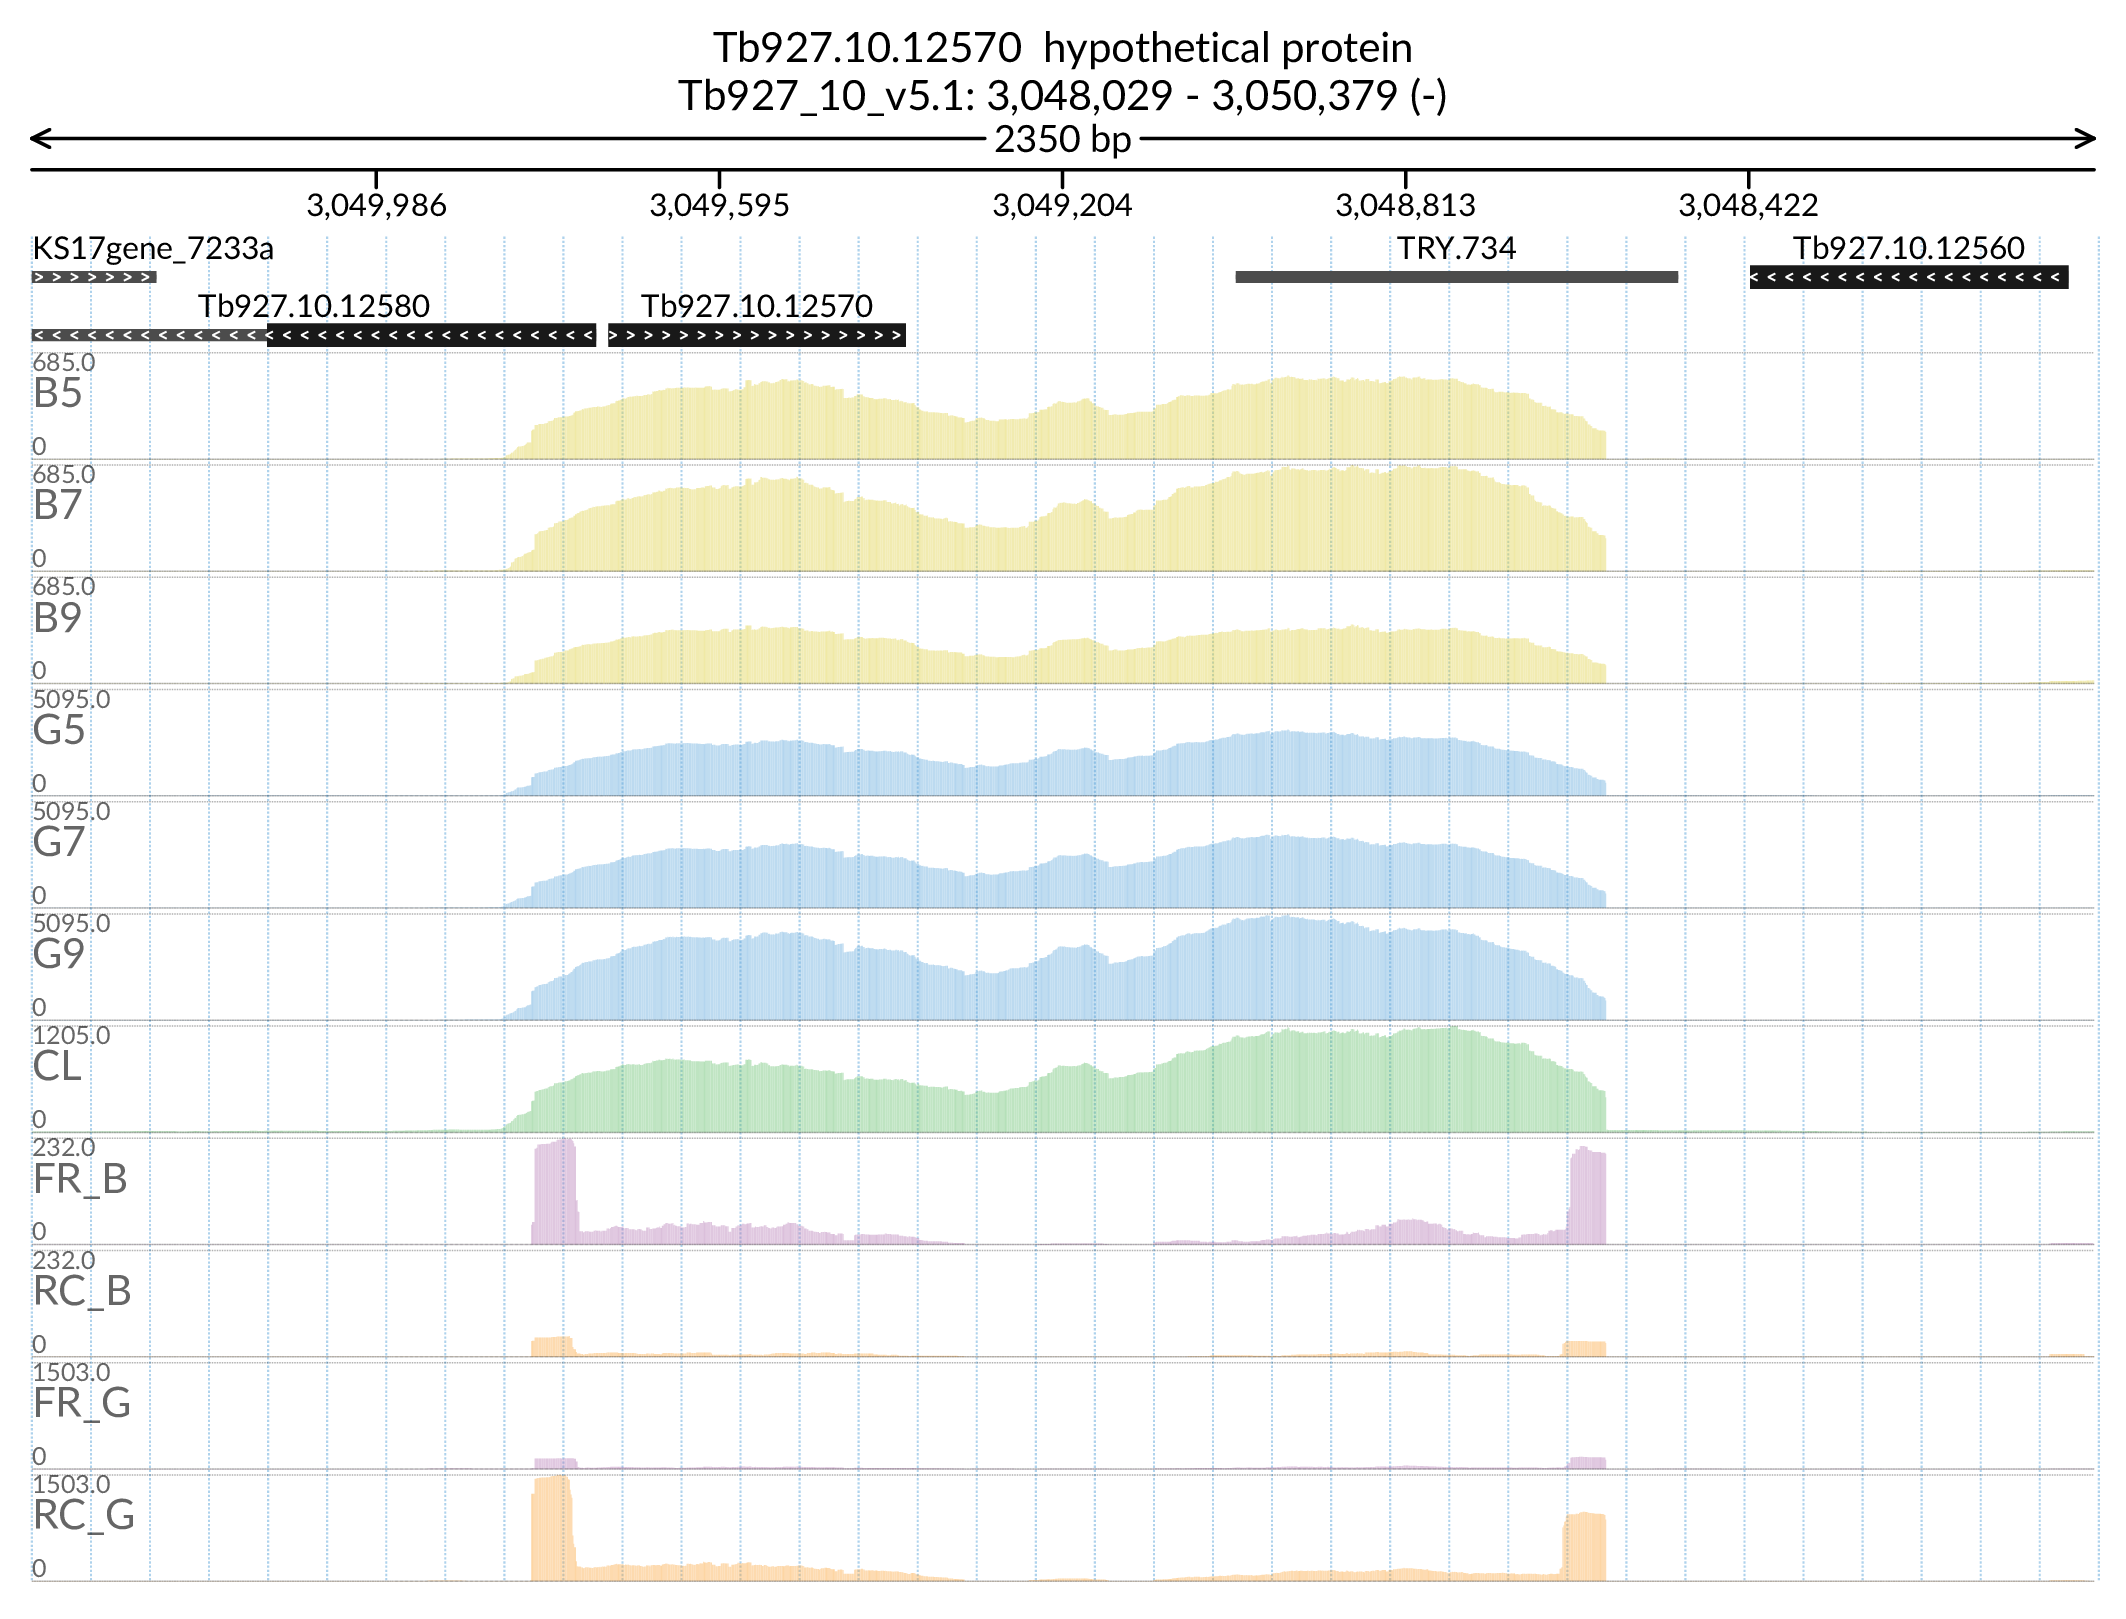 Tb927.10.12570 hypothetical protein
Tb927_10_v5.1: 3,048,029 - 3,050,379 (-)
2350 bp
3,049,986 3,049,595 3,049,204 3,048,813 3,048,422
KS17gene_7233a TRY.734 Tb927.10.12560
Tb927.10.12580 Tb927.10.12570
685.0
B5
0
685.0
B7
0
685.0
B9
0
5095.0
G5
0
5095.0
G7
0
5095.0
G9
0
1205.0
CL
0
232.0
FR_B
0
232.0
RC_B
0
1503.0
FR_G
0
1503.0
RC_G
0